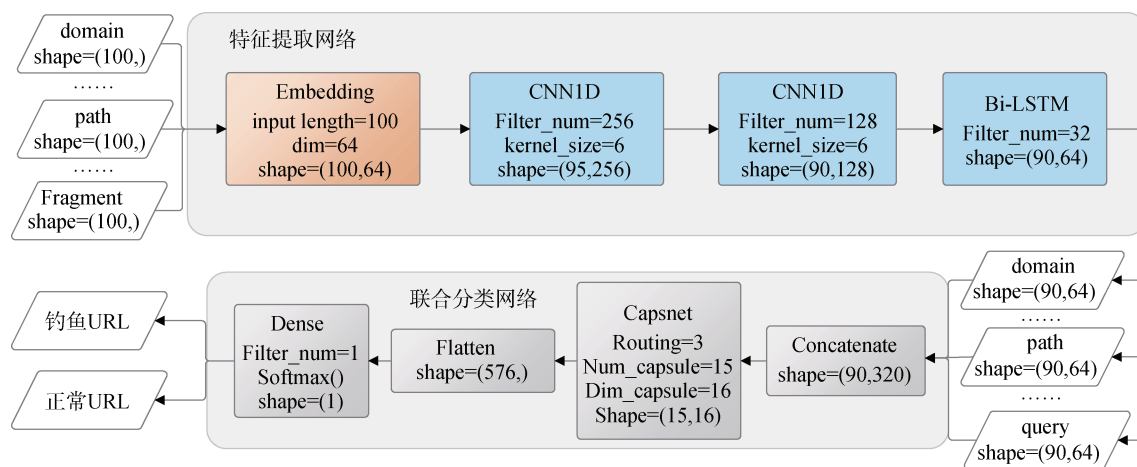 domain
shape=(100,)
......
path
shape=(100,)
......
Fragment
shape=(100,)
特征提取网络
Embedding
input length=100
dim=64
shape=(100,64)
CNN1D
Filter_num=256
kernel_size=6
shape=(95,256)
CNN1D
Filter_num=128
kernel_size=6
shape=(90,128)
Bi-LSTM
Filter_num=32
shape=(90,64)
domain
shape=(90,64)
......
path
shape=(90,64)
......
query
shape=(90,64)
联合分类网络
Concatenate
shape=(90,320)
Capsnet
Routing=3
Num_capsule=15
Dim_capsule=16
Shape=(15,16)
Flatten
shape=(576,)
Dense
Filter_num=1
Softmax()
shape=(1)
钓鱼URL
正常URL